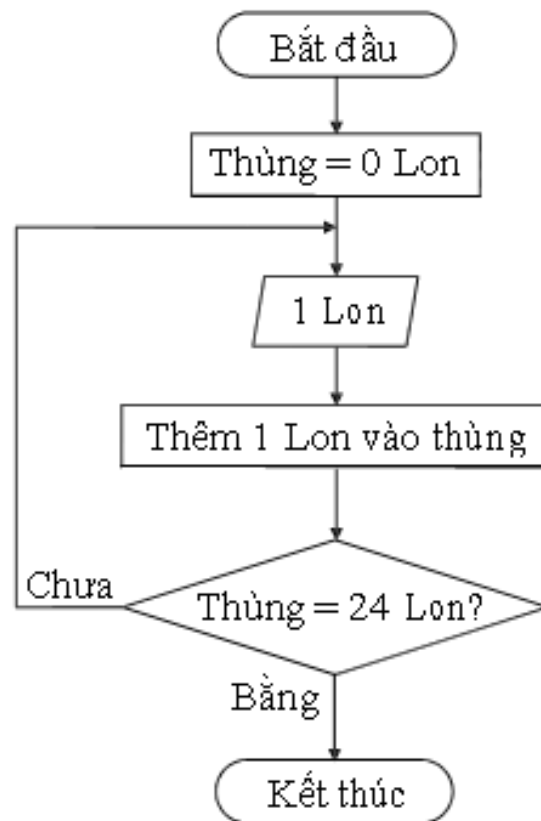 Bắt đầu
Thùng = 0 Lon
1 Lon
Thêm 1 Lon vào thùng
Thùng = 24 Lon?
Chưa
Bằng
Kết thúc